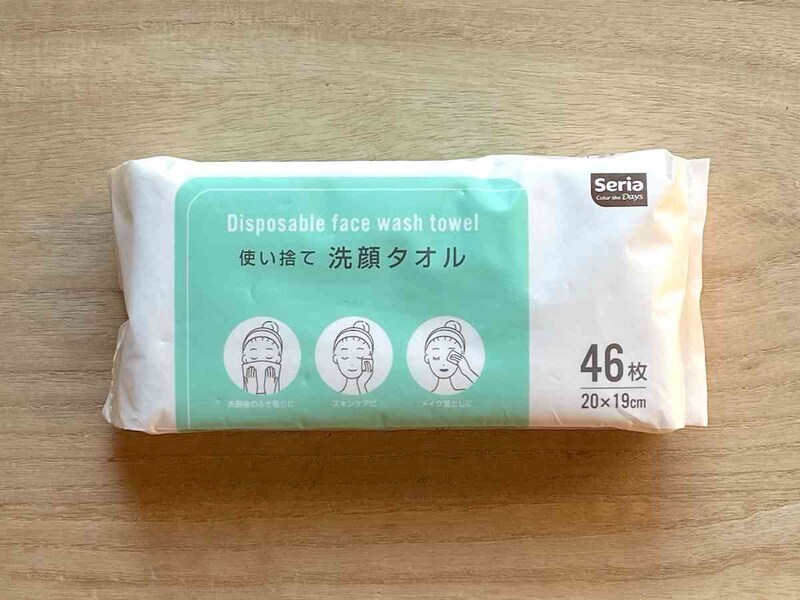 Seria
Color the Days
Disposable face wash towel
使い捨て 洗顔タオル
洗顔後のふき取りに
スキンケアに
メイク落としに
46枚
20×19cm